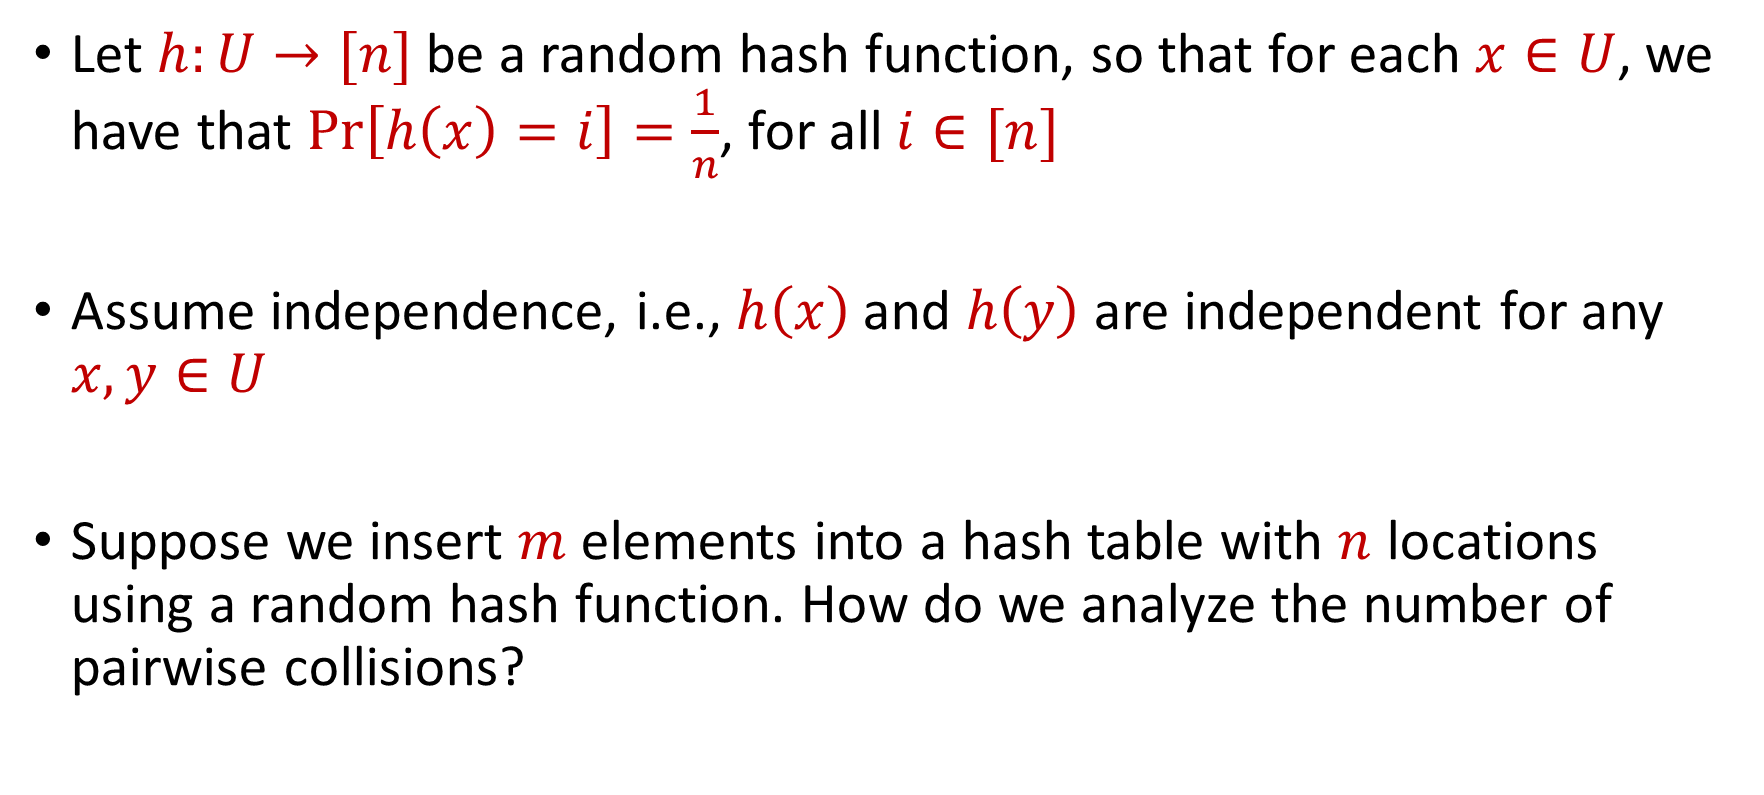 • Let h: U → [n] be a random hash function, so that for each x ∈ U, we
have that Pr[h(x) = i] = 1/n, for all i ∈ [n]
• Assume independence, i.e., h(x) and h(y) are independent for any
x, y ∈ U
• Suppose we insert m elements into a hash table with n locations
using a random hash function. How do we analyze the number of
pairwise collisions?